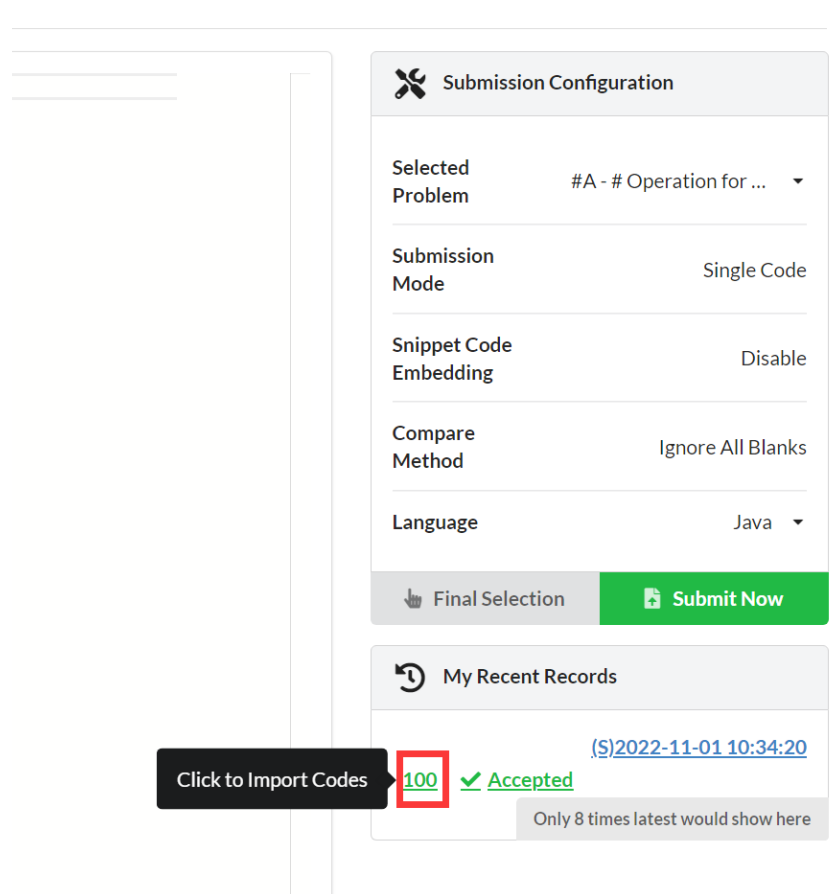 Submission Configuration
Selected
Problem
#A - # Operation for ...
Submission
Mode
Single Code
Snippet Code
Embedding
Disable
Compare
Method
Ignore All Blanks
Language
Java
Final Selection
Submit Now
My Recent Records
(S)2022-11-01 10:34:20
Click to Import Codes
100
Accepted
Only 8 times latest would show here